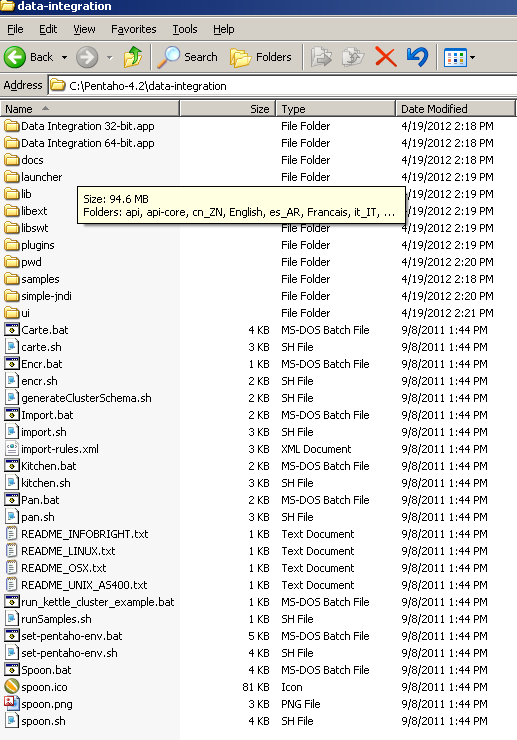 data-integration
File Edit View Favorites Tools Help
Back Search Folders
Address C:\Pentaho-4.2\data-integration
Name Size Type Date Modified
Data Integration 32-bit.app File Folder 4/19/2012 2:18 PM
Data Integration 64-bit.app File Folder 4/19/2012 2:18 PM
docs File Folder 4/19/2012 2:18 PM
launcher File Folder 4/19/2012 2:18 PM
lib 4/19/2012 2:19 PM
Size: 94.6 MB
Folders: api, api-core, cn_ZN, English, es_AR, Francais, it_IT, ...
libext 4/19/2012 2:19 PM
libswt File Folder 4/19/2012 2:19 PM
plugins File Folder 4/19/2012 2:19 PM
pwd File Folder 4/19/2012 2:20 PM
samples File Folder 4/19/2012 2:18 PM
simple-jndi File Folder 4/19/2012 2:20 PM
ui File Folder 4/19/2012 2:21 PM
Carte.bat 4 KB MS-DOS Batch File 9/8/2011 1:44 PM
carte.sh 3 KB SH File 9/8/2011 1:44 PM
Encr.bat 1 KB MS-DOS Batch File 9/8/2011 1:44 PM
encr.sh 2 KB SH File 9/8/2011 1:44 PM
generateClusterSchema.sh 2 KB SH File 9/8/2011 1:44 PM
Import.bat 2 KB MS-DOS Batch File 9/8/2011 1:44 PM
import.sh 2 KB SH File 9/8/2011 1:44 PM
import-rules.xml 3 KB XML Document 9/8/2011 1:44 PM
Kitchen.bat 2 KB MS-DOS Batch File 9/8/2011 1:44 PM
kitchen.sh 3 KB SH File 9/8/2011 1:44 PM
Pan.bat 2 KB MS-DOS Batch File 9/8/2011 1:44 PM
pan.sh 3 KB SH File 9/8/2011 1:44 PM
README_INFOBRIGHT.txt 1 KB Text Document 9/8/2011 1:44 PM
README_LINUX.txt 1 KB Text Document 9/8/2011 1:44 PM
README_OSX.txt 1 KB Text Document 9/8/2011 1:44 PM
README_UNIX_AS400.txt 1 KB Text Document 9/8/2011 1:44 PM
run_kettle_cluster_example.bat 1 KB MS-DOS Batch File 9/8/2011 1:44 PM
runSamples.sh 1 KB SH File 9/8/2011 1:44 PM
set-pentaho-env.bat 5 KB MS-DOS Batch File 9/8/2011 1:44 PM
set-pentaho-env.sh 4 KB SH File 9/8/2011 1:44 PM
Spoon.bat 4 KB MS-DOS Batch File 9/8/2011 1:44 PM
spoon.ico 81 KB Icon 9/8/2011 1:44 PM
spoon.png 3 KB PNG File 9/8/2011 1:44 PM
spoon.sh 4 KB SH File 9/8/2011 1:44 PM